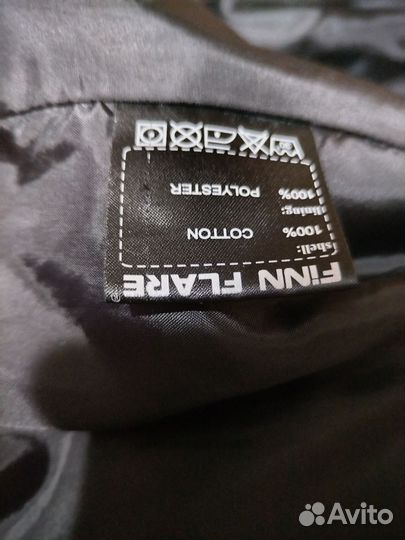 FiNN FLARE®
shell:
100% COTTON
lining:
100% POLYESTER
Avito